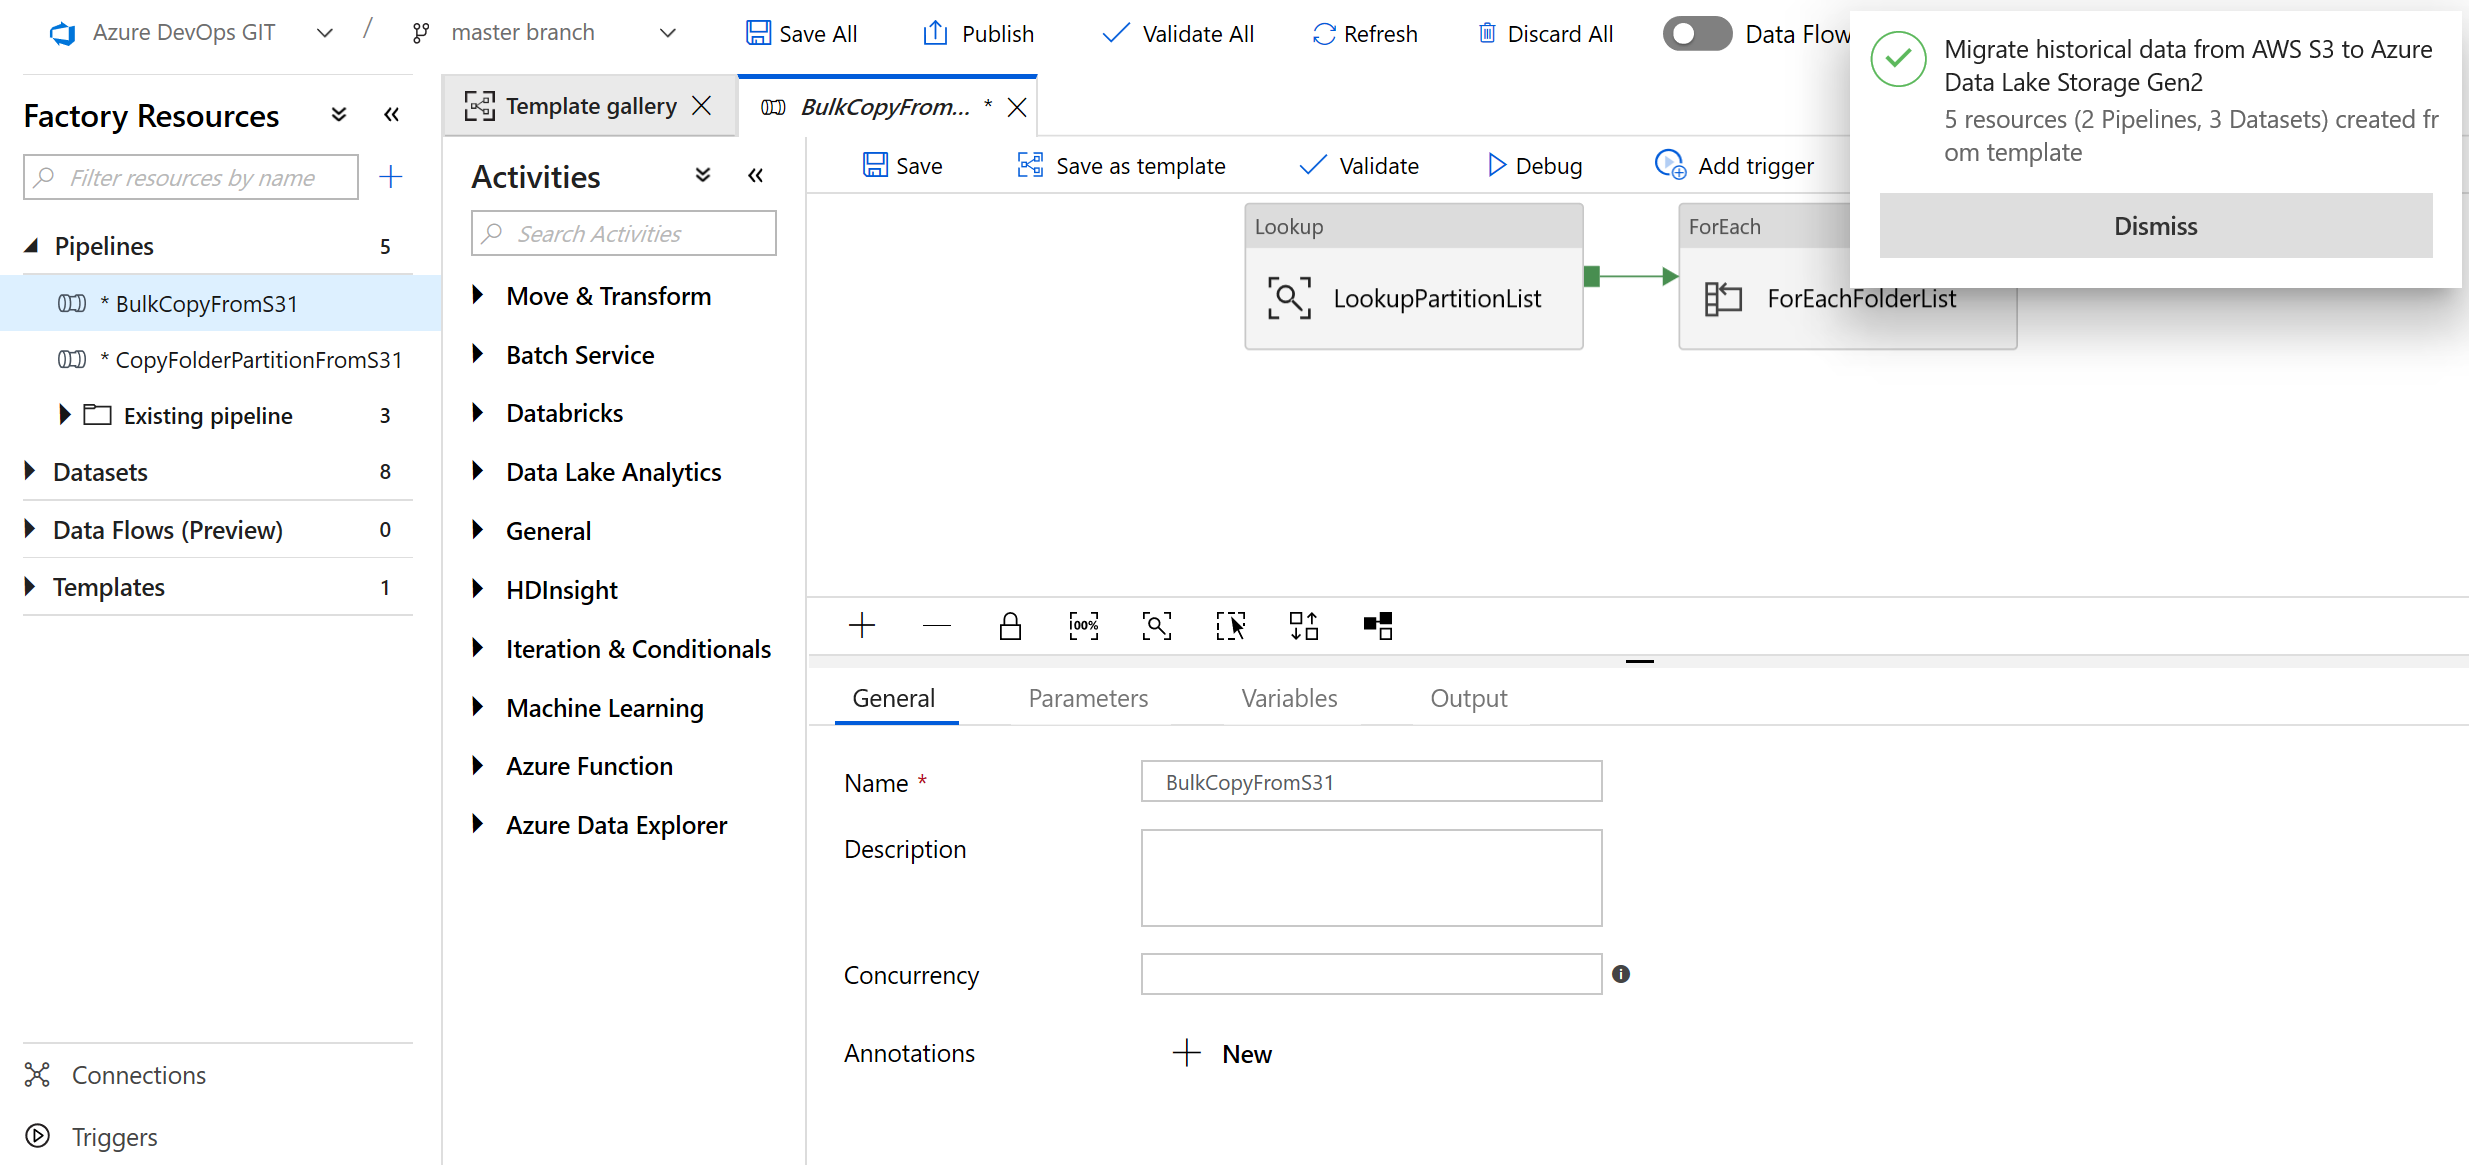 Azure DevOps GIT / master branch
Save All Publish Validate All Refresh Discard All Data Flow
Migrate historical data from AWS S3 to Azure
Data Lake Storage Gen2
5 resources (2 Pipelines, 3 Datasets) created fr
om template
Dismiss
Factory Resources
Filter resources by name
Pipelines 5
* BulkCopyFromS31
* CopyFolderPartitionFromS31
Existing pipeline 3
Datasets 8
Data Flows (Preview) 0
Templates 1
Connections
Triggers
Template gallery
BulkCopyFrom... *
Activities
Search Activities
Move & Transform
Batch Service
Databricks
Data Lake Analytics
General
HDInsight
Iteration & Conditionals
Machine Learning
Azure Function
Azure Data Explorer
Save Save as template Validate Debug Add trigger
Lookup
LookupPartitionList
ForEach
ForEachFolderList
100%
General Parameters Variables Output
Name * BulkCopyFromS31
Description
Concurrency
Annotations New